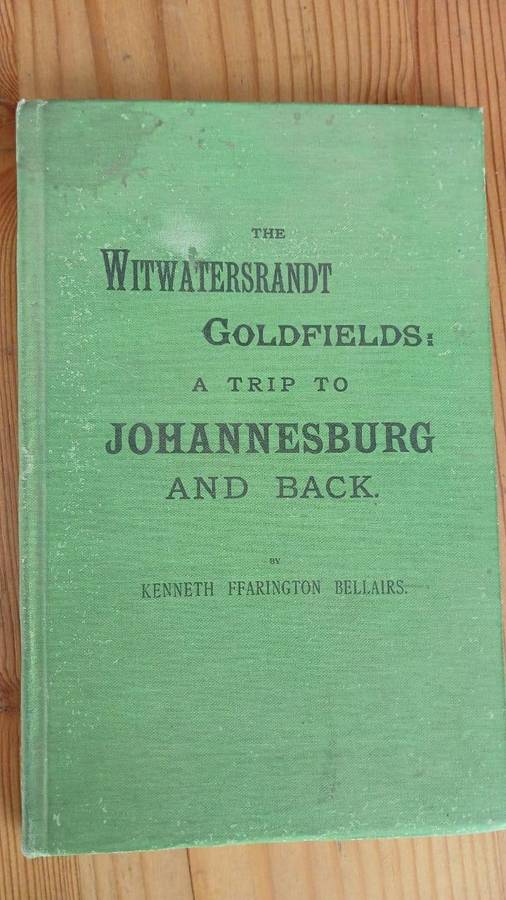 THE
WITWATERSRANDT
GOLDFIELDS:
A TRIP TO
JOHANNESBURG
AND BACK.
BY
KENNETH FFARINGTON BELLAIRS.